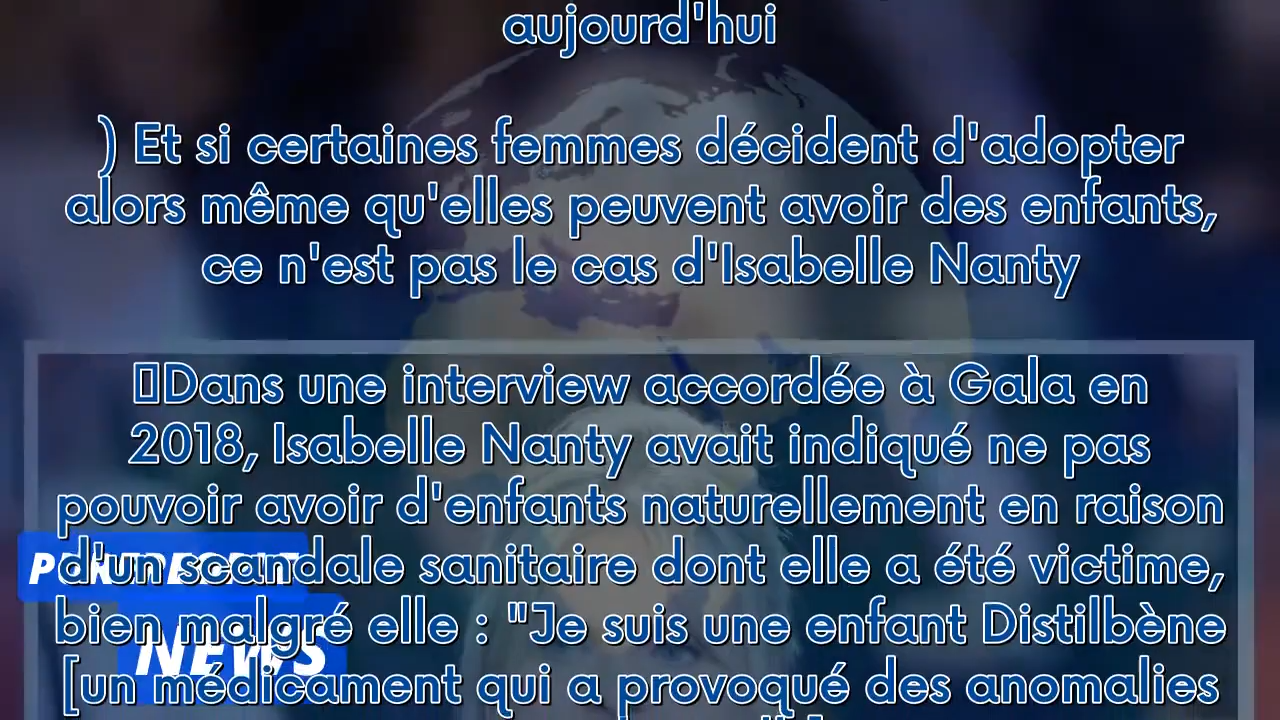 aujourd'hui
) Et si certaines femmes décident d'adopter
alors même qu'elles peuvent avoir des enfants,
ce n'est pas le cas d'Isabelle Nanty
Dans une interview accordée à Gala en
2018, Isabelle Nanty avait indiqué ne pas
pouvoir avoir d'enfants naturellement en raison
d'un scandale sanitaire dont elle a été victime,
bien malgré elle : "Je suis une enfant Distilbène
[un médicament qui a provoqué des anomalies
NEWS